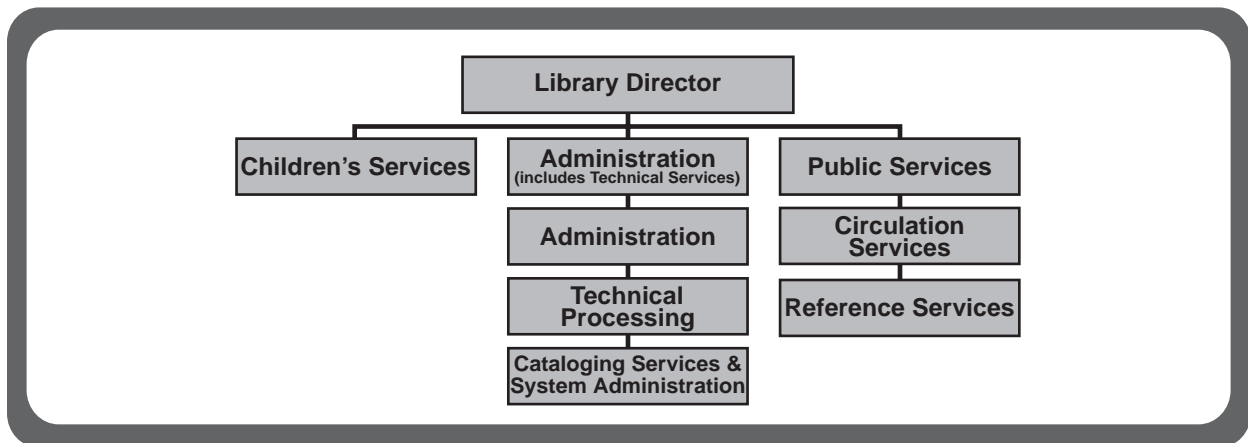 Library Director
Children’s Services
Administration
(includes Technical Services)
Administration
Technical
Processing
Cataloging Services &
System Administration
Public Services
Circulation
Services
Reference Services